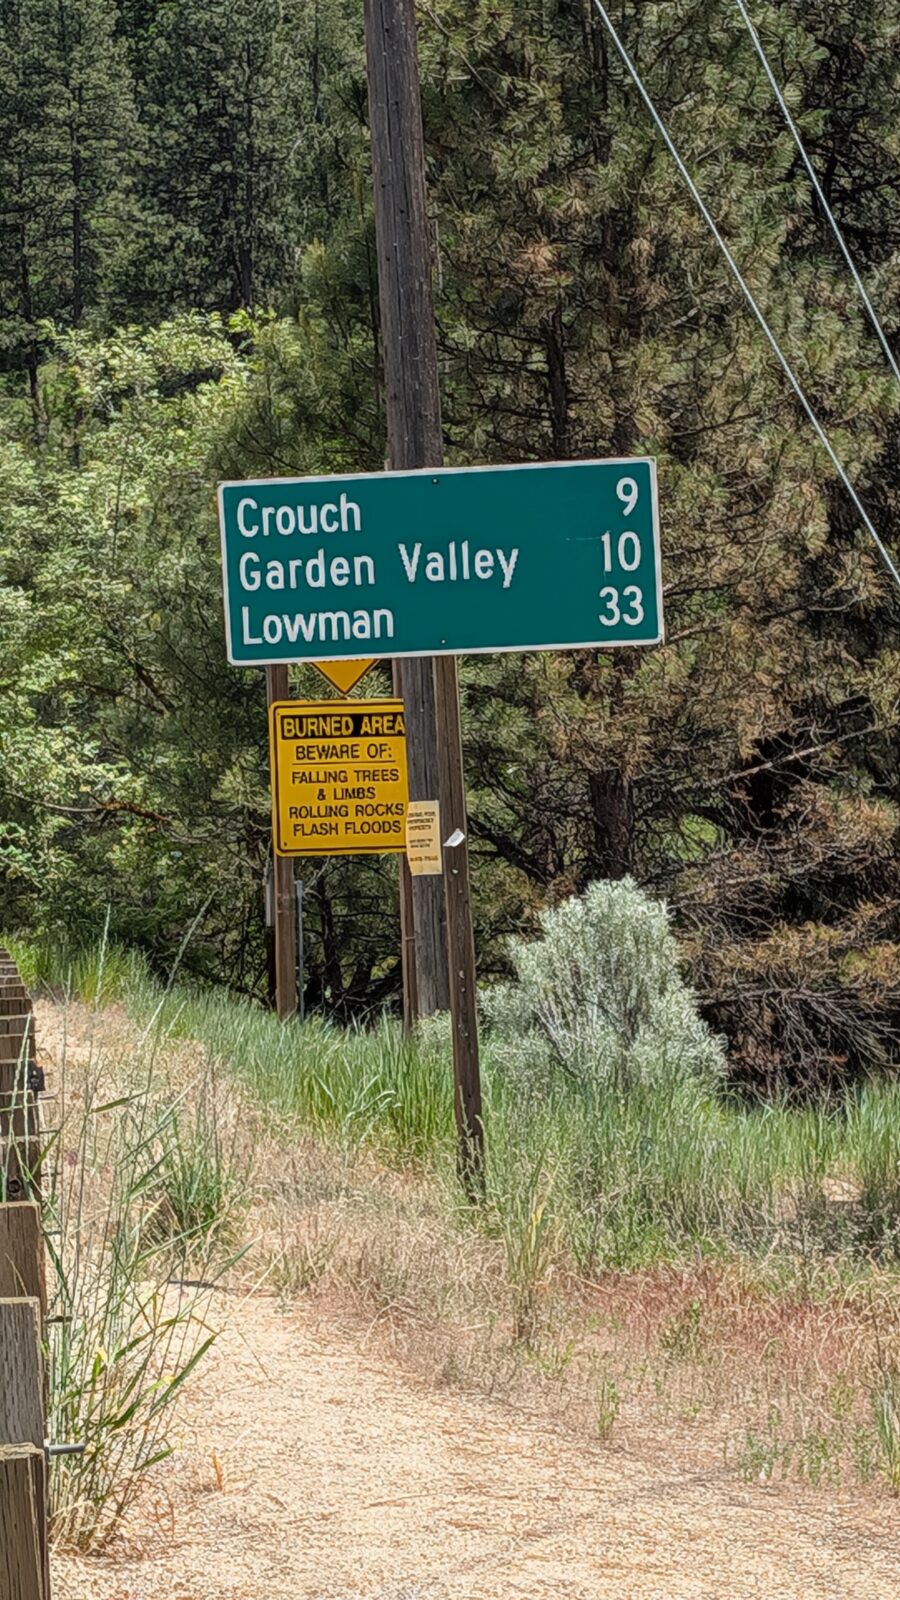 Crouch 9
Garden Valley 10
Lowman 33
BURNED AREA
BEWARE OF:
FALLING TREES
& LIMBS
ROLLING ROCKS
FLASH FLOODS